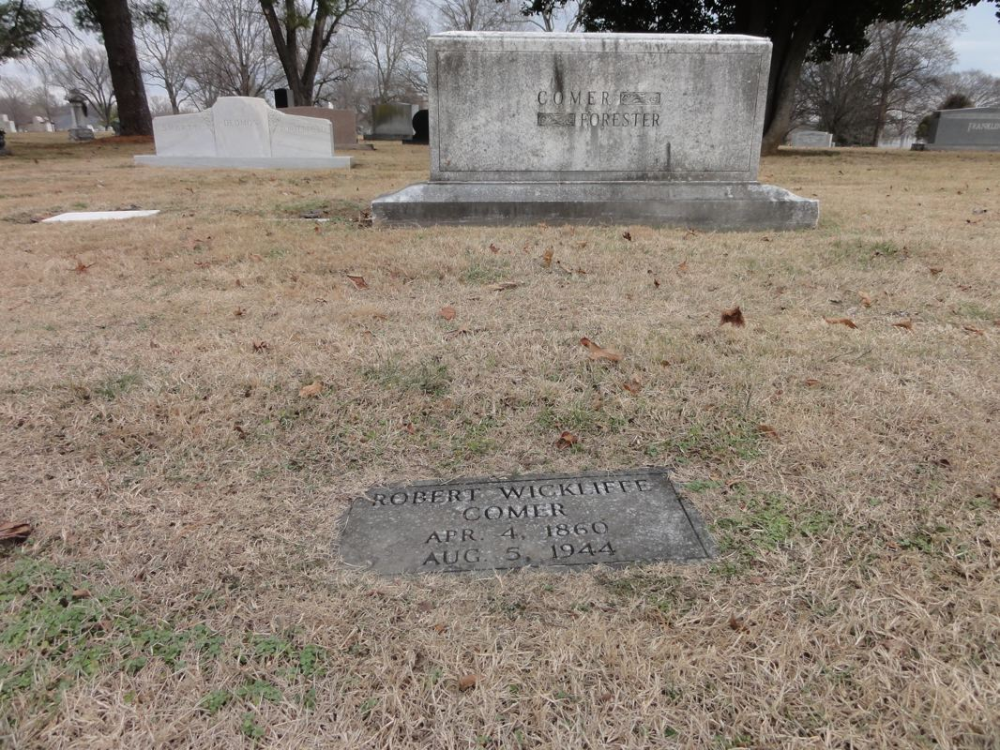 COMER
FORESTER
FRANKLIN
ROBERT WICKLIFFE
COMER
APR. 4, 1860
AUG. 5, 1944